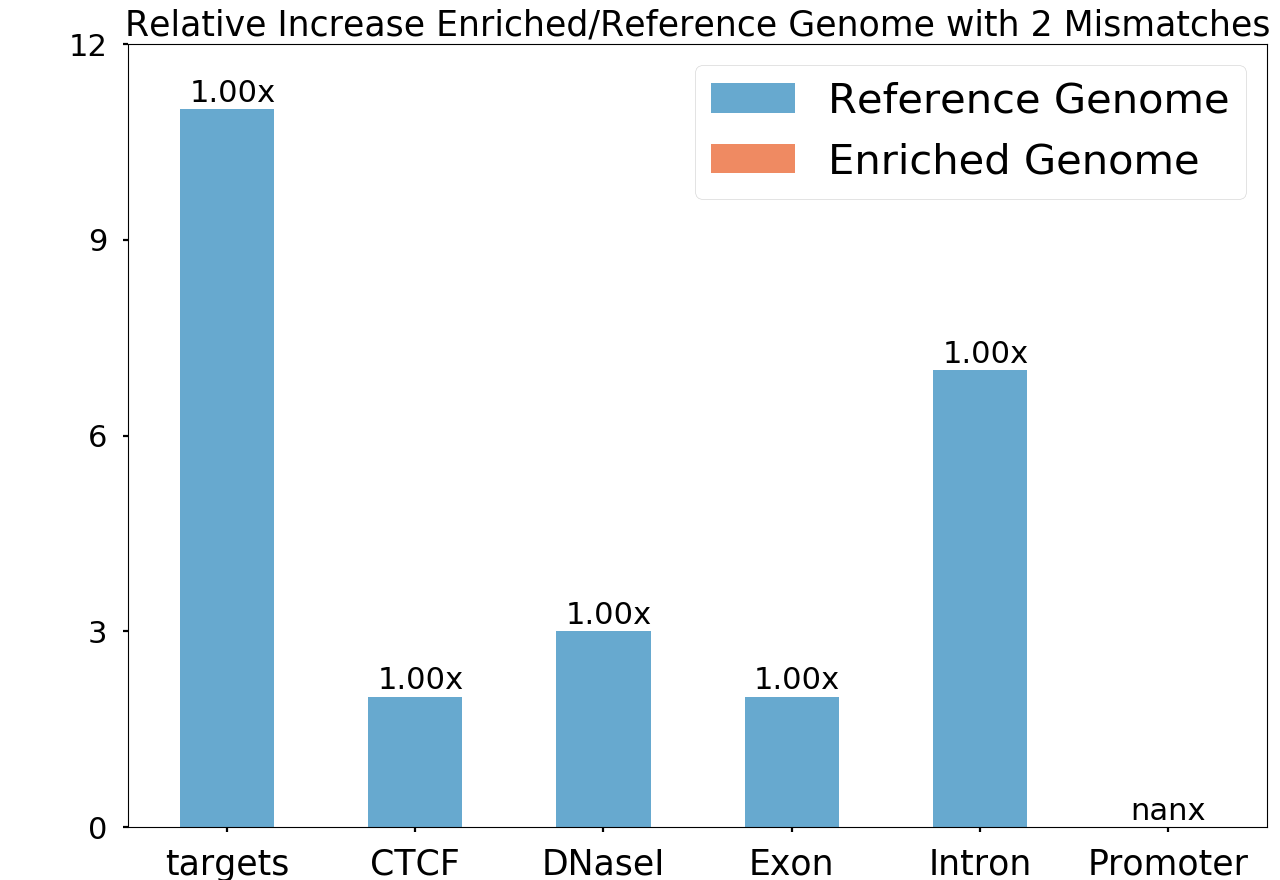 Relative Increase Enriched/Reference Genome with 2 Mismatches
12
9
6
3
0
Reference Genome
Enriched Genome
1.00x
1.00x
1.00x
1.00x
1.00x
nanx
targets
CTCF
DNaseI
Exon
Intron
Promoter